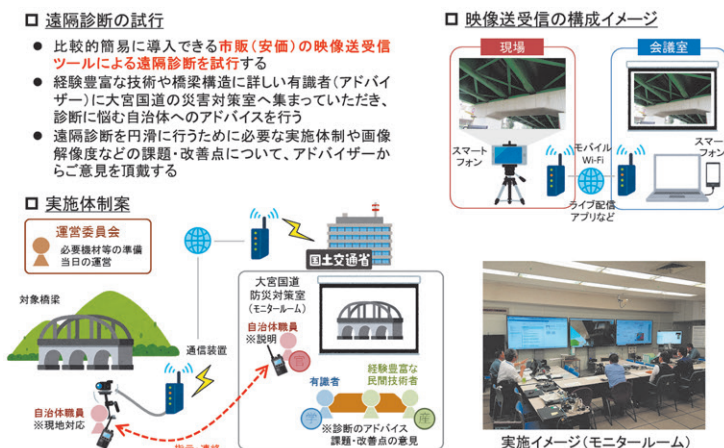 □ 遠隔診断の試行
● 比較的簡易に導入できる市販(安価)の映像送受信
ツールによる遠隔診断を試行する
● 経験豊富な技術や橋梁構造に詳しい有識者(アドバイ
ザー)に大宮国道の災害対策室へ集まっていただき、
診断に悩む自治体へのアドバイスを行う
● 遠隔診断を円滑に行うために必要な実施体制や画像
解像度などの課題・改善点について、アドバイザーか
らご意見を頂戴する
□ 映像送受信の構成イメージ
現場
会議室
スマート
フォン
モバイル
Wi-Fi
ライブ配信
アプリなど
スマート
フォン
□ 実施体制案
運営委員会
必要機材等の準備
当日の運営
対象橋梁
通信装置
自治体職員
※現地対応
国土交通省
大宮国道
防災対策室
(モニタールーム)
自治体職員
※説明
官
有識者
経験豊富な
民間技術者
学
産
※診断のアドバイス
課題・改善点の意見
実施イメージ(モニタールーム)